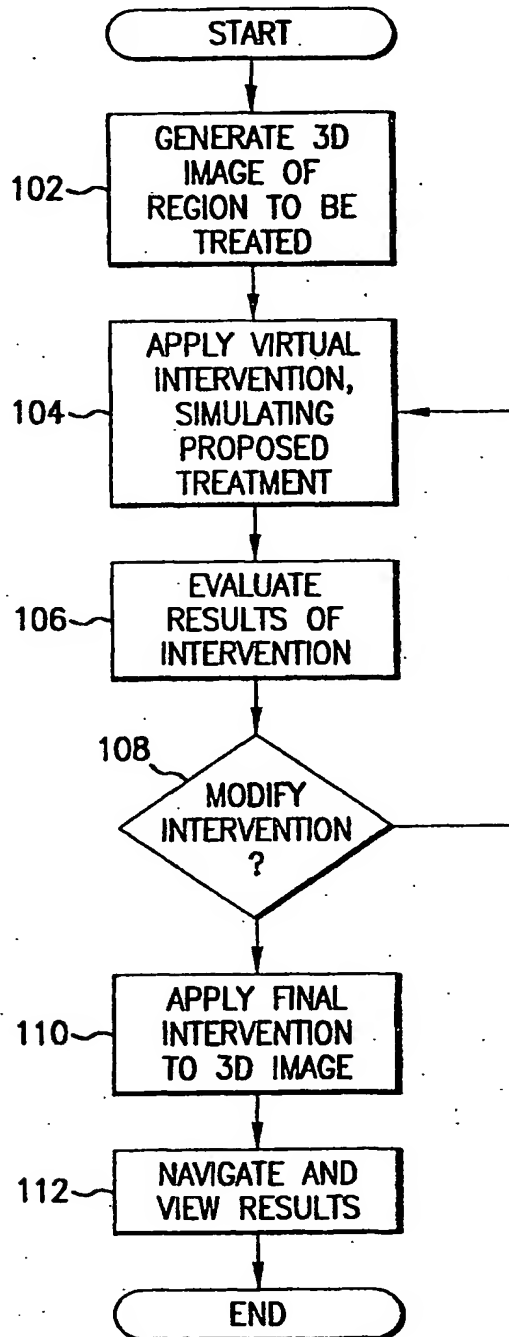 START
102
GENERATE 3D
IMAGE OF
REGION TO BE
TREATED
104
APPLY VIRTUAL
INTERVENTION,
SIMULATING
PROPOSED
TREATMENT
106
EVALUATE
RESULTS OF
INTERVENTION
108
MODIFY
INTERVENTION
?
110
APPLY FINAL
INTERVENTION
TO 3D IMAGE
112
NAVIGATE AND
VIEW RESULTS
END